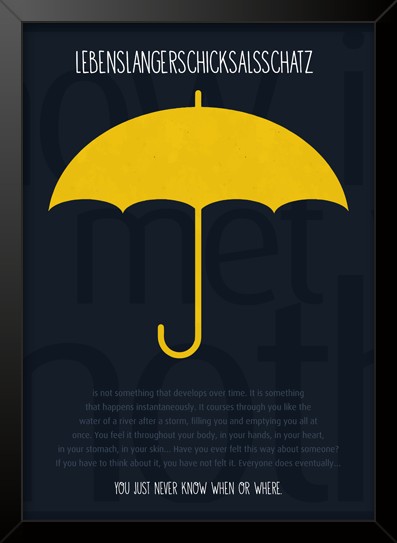 LEBENSLANGERSCHICKSALSSCHATZ
how i
met
moth
is not something that develops over time. It is something
that happens instantaneously. It courses through you like the
water of a river after a storm, filling you and emptying you all at
once. You feel it throughout your body, in your hands, in your heart,
in your stomach, in your skin... Have you ever felt this way about someone?
If you have to think about it, you have not felt it. Everyone does eventually...
YOU JUST NEVER KNOW WHEN OR WHERE.